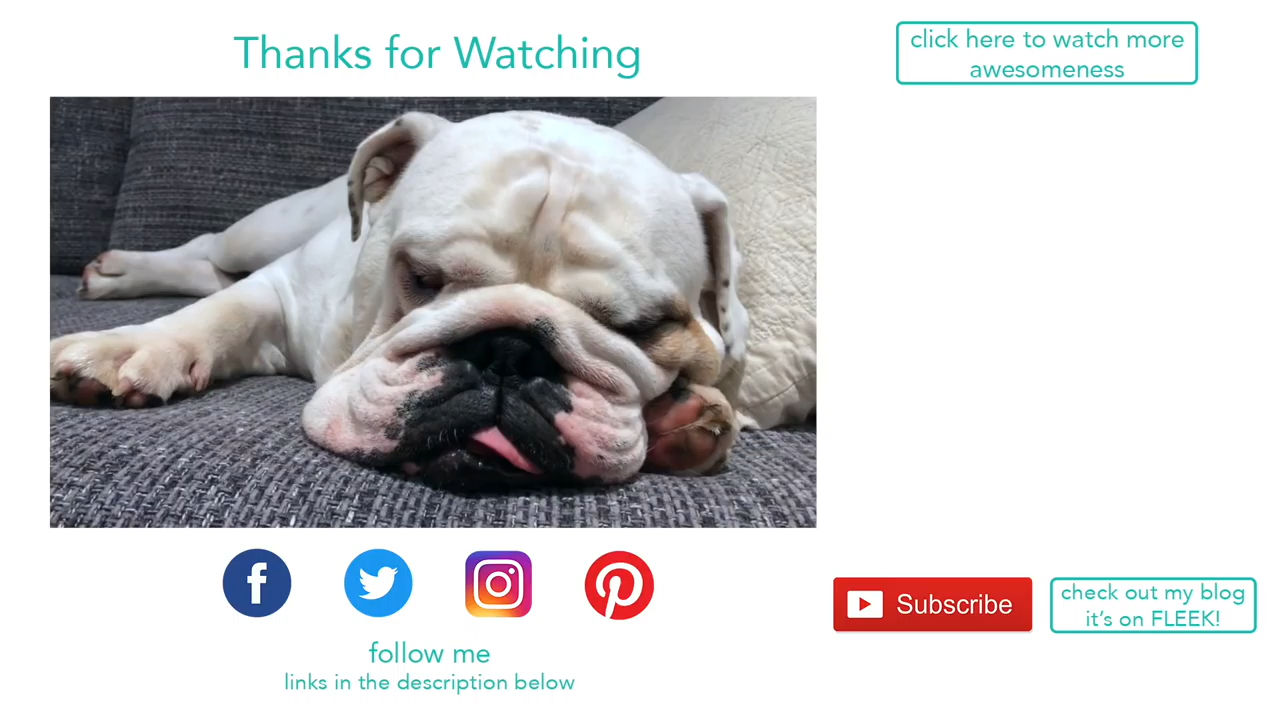 Thanks for Watching
click here to watch more
awesomeness
Subscribe
check out my blog
it's on FLEEK!
follow me
links in the description below